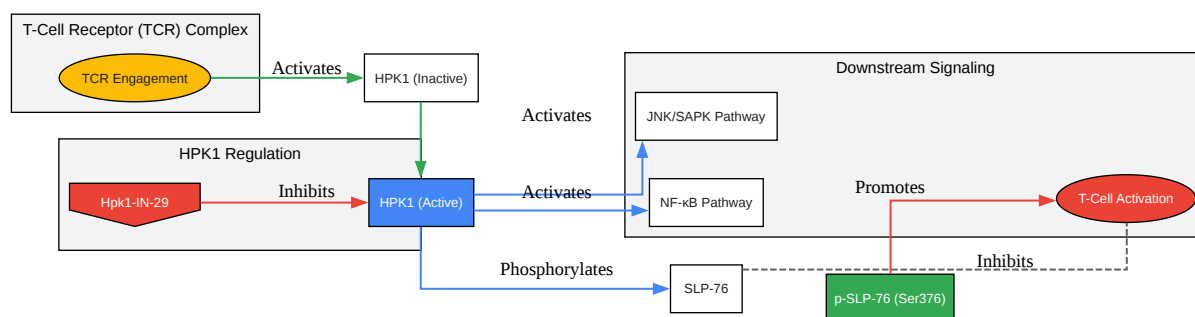 T-Cell Receptor (TCR) Complex
TCR Engagement
Activates
HPK1 (Inactive)
Downstream Signaling
Activates
JNK/SAPK Pathway
HPK1 Regulation
Hpk1-IN-29
Inhibits
HPK1 (Active)
Activates
NF-κB Pathway
Promotes
T-Cell Activation
Phosphorylates
SLP-76
Inhibits
p-SLP-76 (Ser376)